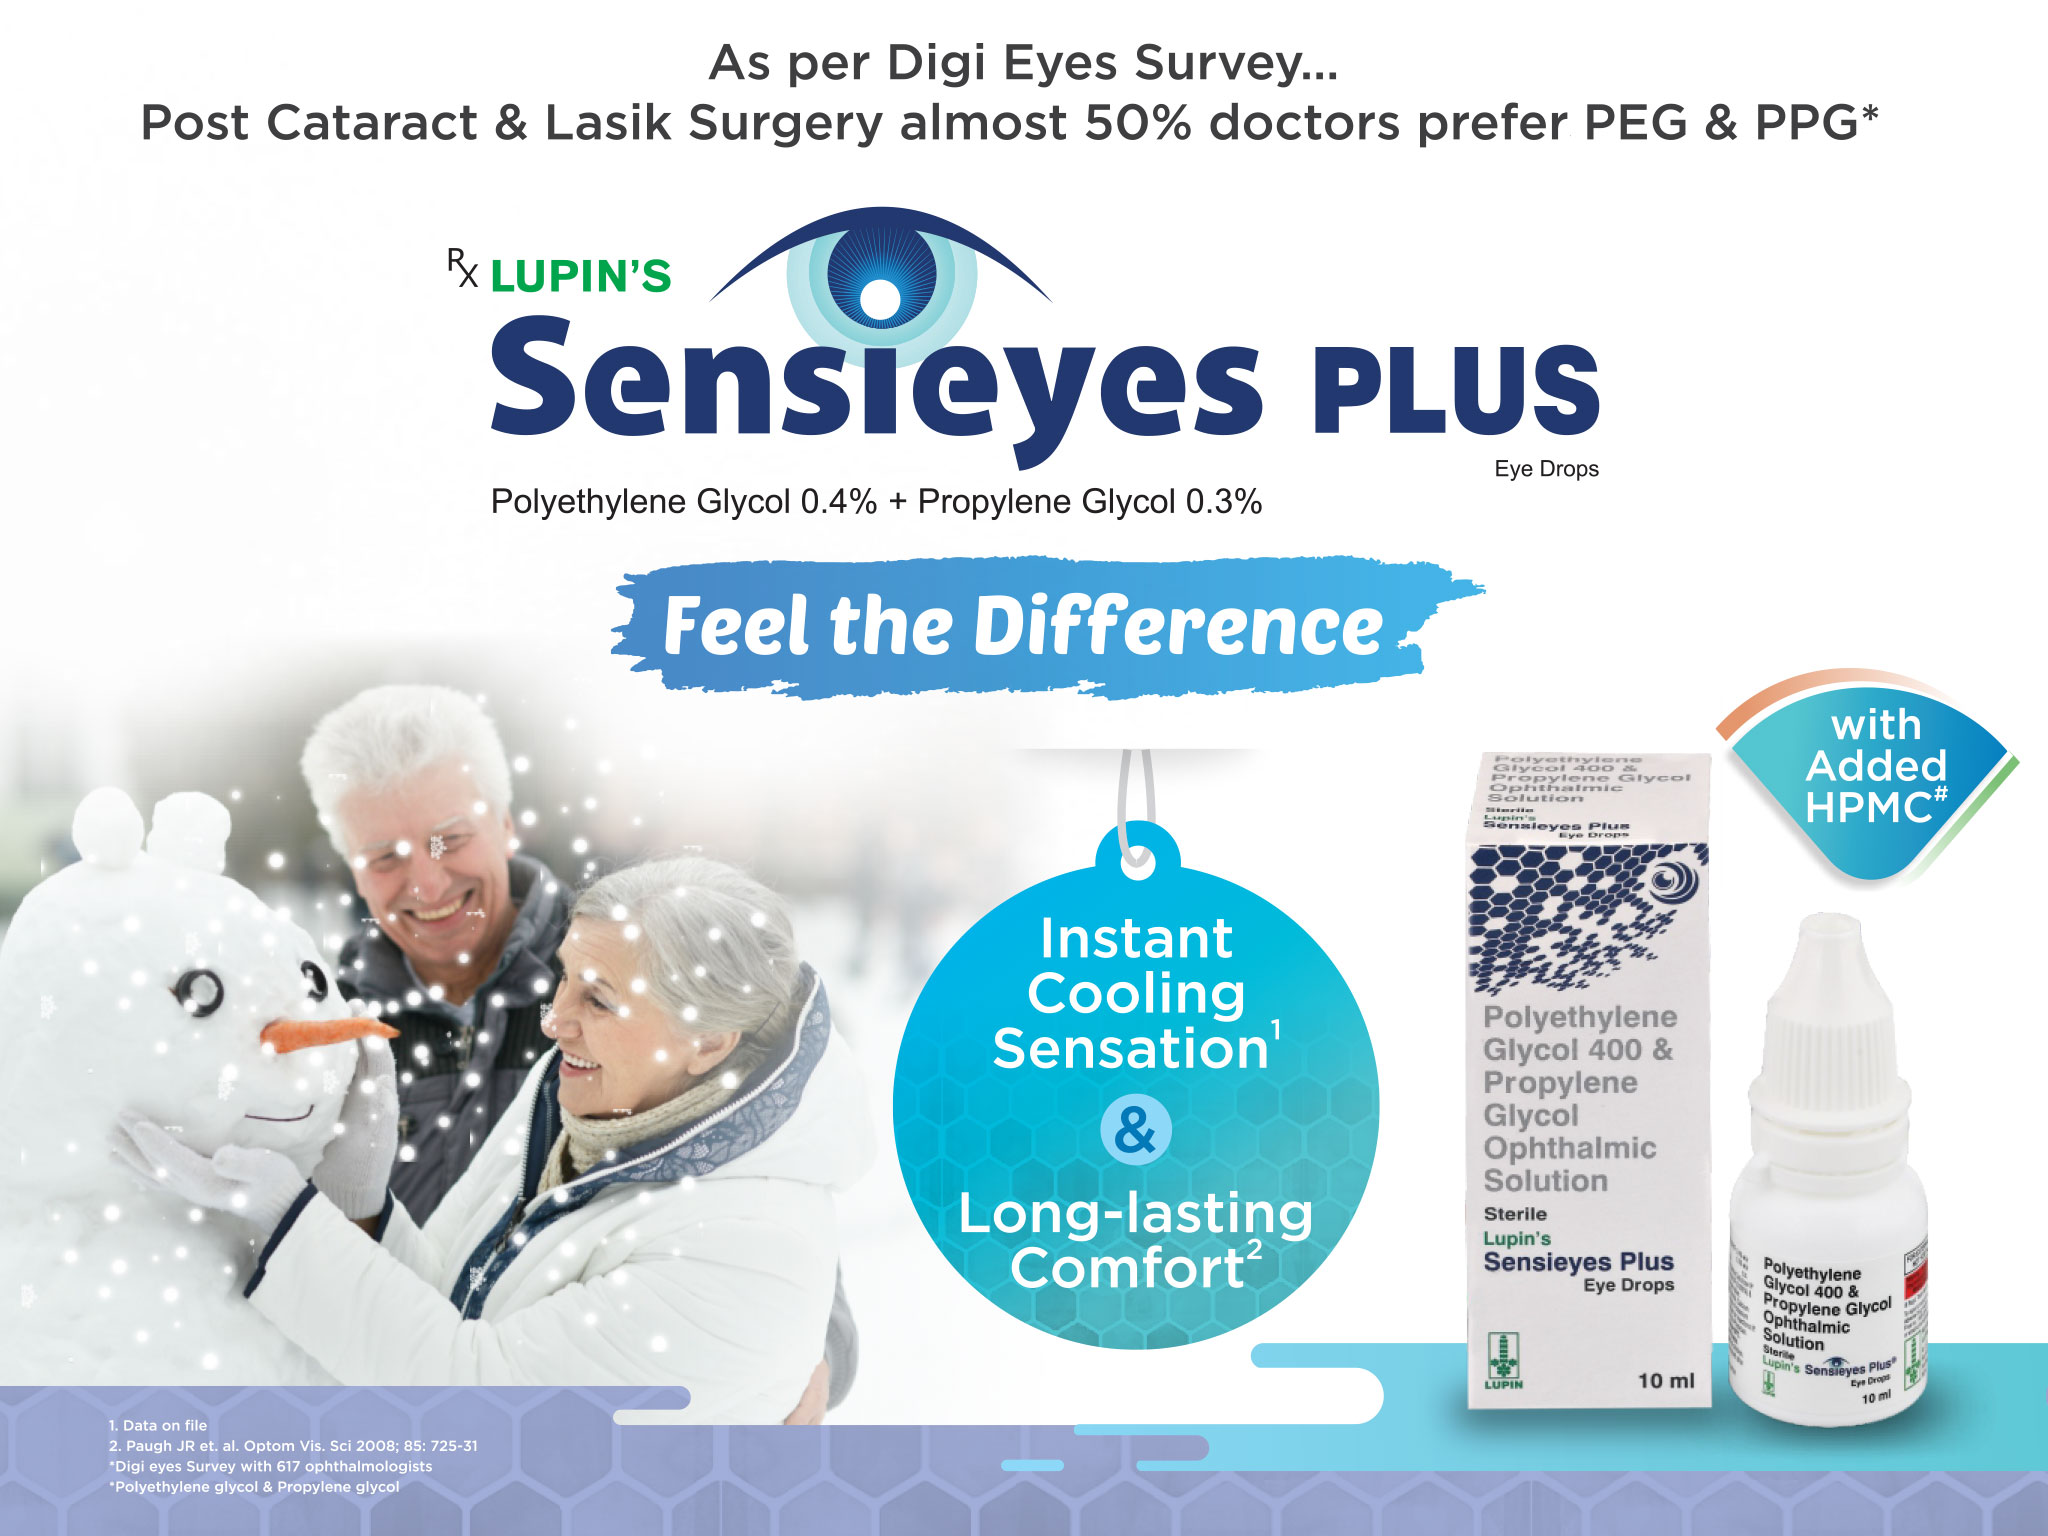 As per Digi Eyes Survey...
Post Cataract & Lasik Surgery almost 50% doctors prefer PEG & PPG*
Rx LUPIN'S
Sensieyes PLUS
Eye Drops
Polyethylene Glycol 0.4% + Propylene Glycol 0.3%
Feel the Difference
with
Added
HPMC#
Instant
Cooling
Sensation1
&
Long-lasting
Comfort2
Polyethylene
Glycol 400 &
Propylene Glycol
Ophthalmic
Solution
Sterile
Lupin's
Sensieyes Plus
Eye Drops
Polyethylene
Glycol 400 &
Propylene
Glycol
Ophthalmic
Solution
Sterile
Lupin's
Sensieyes Plus
Eye Drops
LUPIN
10 ml
Polyethylene
Glycol 400 &
Propylene Glycol
Ophthalmic
Solution
Sterile
Lupin's Sensieyes Plus®
Eye Drops
10 ml
1. Data on file
2. Paugh JR et. al. Optom Vis. Sci 2008; 85: 725-31
*Digi eyes Survey with 617 ophthalmologists
*Polyethylene glycol & Propylene glycol